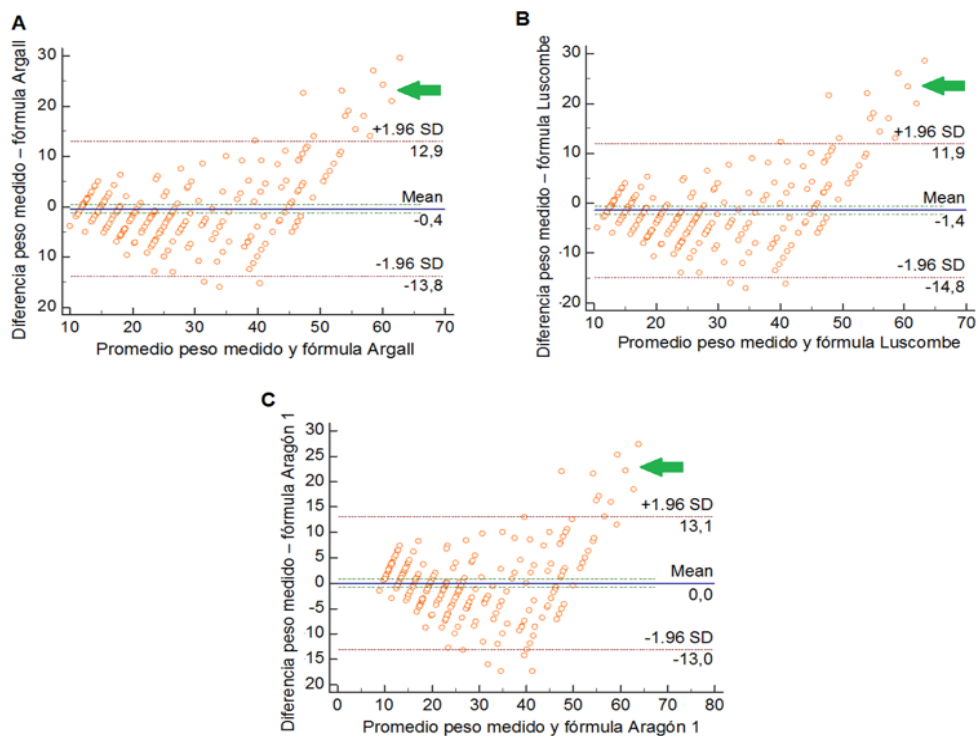 A
Diferencia peso medido – fórmula Argall
30
20
10
0
10
20
+1.96 SD
12,9
Mean
-0,4
-1.96 SD
-13,8
10 20 30 40 50 60 70
Promedio peso medido y fórmula Argall
B
Diferencia peso medido – fórmula Luscombe
30
20
10
0
-10
-20
+1.96 SD
11,9
Mean
-1,4
-1.96 SD
-14,8
10 20 30 40 50 60 70
Promedio peso medido y fórmula Luscombe
C
Diferencia peso medido – fórmula Aragón 1
30
25
20
15
10
5
0
-5
-10
15
20
+1.96 SD
13,1
Mean
0,0
-1.96 SD
-13,0
0 10 20 30 40 50 60 70 80
Promedio peso medido y fórmula Aragón 1